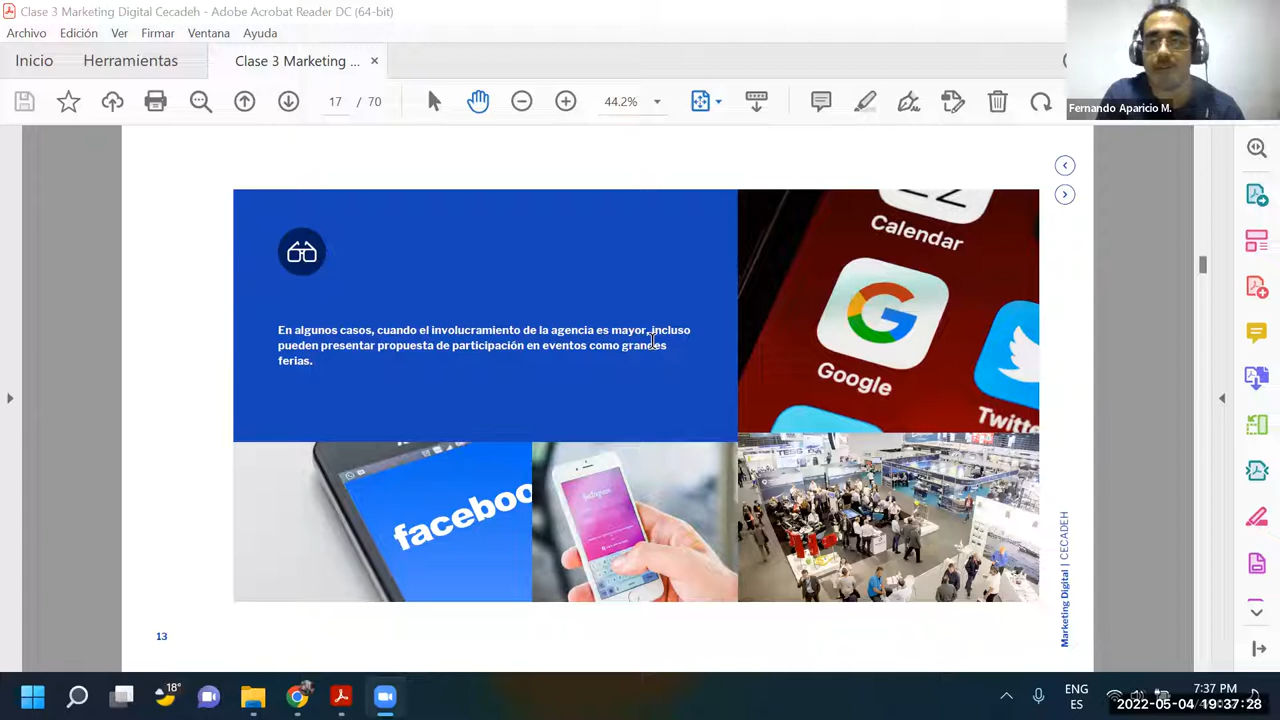 Clase 3 Marketing Digital Cecadeh - Adobe Acrobat Reader DC (64-bit)
Archivo Edición Ver Firmar Ventana Ayuda
Inicio Herramientas Clase 3 Marketing ... ×
17 / 70 44.2%
Fernando Aparicio M.
Calendar
Google
Twitte
En algunos casos, cuando el involucramiento de la agencia es mayor, incluso
pueden presentar propuesta de participación en eventos como grandes
ferias.
faceboo
Instagram
Marketing Digital | CECADEH
13
18°
ENG
ES
7:37 PM
2022-05-04 19:37:28